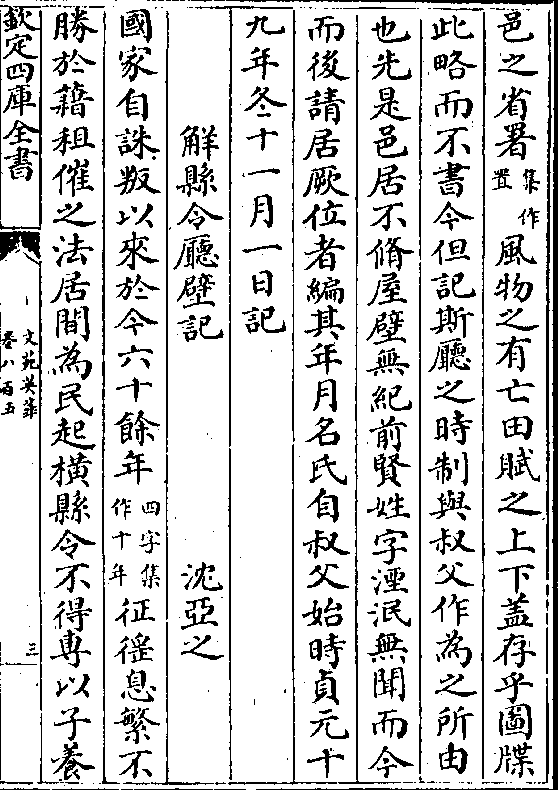 邑之省署集作置風物之有亡田賦之上下蓋存乎圖牒
此略而不書今但記斯廳之時制與叔父作為之所由
也先是邑居不脩屋壁無紀前賢姓字湮泯無聞而今
而後請居厥位者編其年月名氏自叔父始時貞元十
九年冬十一月一日記
解縣令廳壁記 沈亞之
國家自誅叛以來於今六十餘年四字集作十年征徭息繁不
勝於藉租催之法居間為民起橫縣令不得專以子養
欽定四庫全書
文苑英華
卷八百五
三